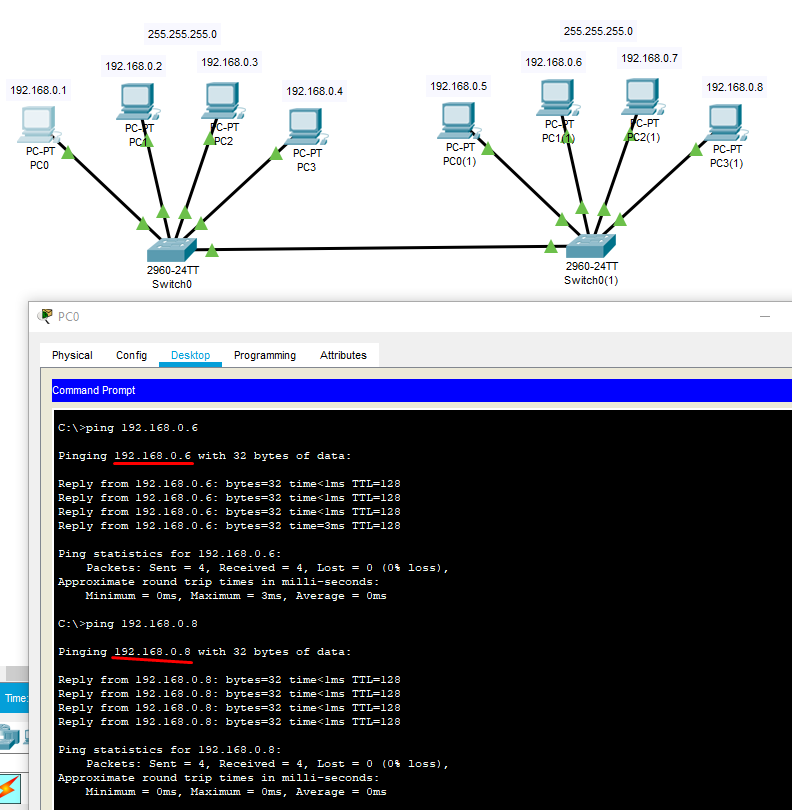 255.255.255.0
255.255.255.0
192.168.0.1
192.168.0.2
192.168.0.3
192.168.0.4
192.168.0.5
192.168.0.6
192.168.0.7
192.168.0.8
PC-PT
PC0
PC-PT
PC1
PC-PT
PC2
PC-PT
PC3
PC-PT
PC0(1)
PC-PT
PC1(1)
PC-PT
PC2(1)
PC-PT
PC3(1)
2960-24TT
Switch0
2960-24TT
Switch0(1)
PC0
Physical Config Desktop Programming Attributes
Command Prompt
C:\>ping 192.168.0.6
Pinging 192.168.0.6 with 32 bytes of data:
Reply from 192.168.0.6: bytes=32 time<1ms TTL=128
Reply from 192.168.0.6: bytes=32 time<1ms TTL=128
Reply from 192.168.0.6: bytes=32 time<1ms TTL=128
Reply from 192.168.0.6: bytes=32 time=3ms TTL=128
Ping statistics for 192.168.0.6:
Packets: Sent = 4, Received = 4, Lost = 0 (0% loss),
Approximate round trip times in milli-seconds:
Minimum = 0ms, Maximum = 3ms, Average = 0ms
C:\>ping 192.168.0.8
Pinging 192.168.0.8 with 32 bytes of data:
Reply from 192.168.0.8: bytes=32 time<1ms TTL=128
Reply from 192.168.0.8: bytes=32 time<1ms TTL=128
Reply from 192.168.0.8: bytes=32 time<1ms TTL=128
Reply from 192.168.0.8: bytes=32 time<1ms TTL=128
Ping statistics for 192.168.0.8:
Packets: Sent = 4, Received = 4, Lost = 0 (0% loss),
Approximate round trip times in milli-seconds:
Minimum = 0ms, Maximum = 0ms, Average = 0ms
Time: